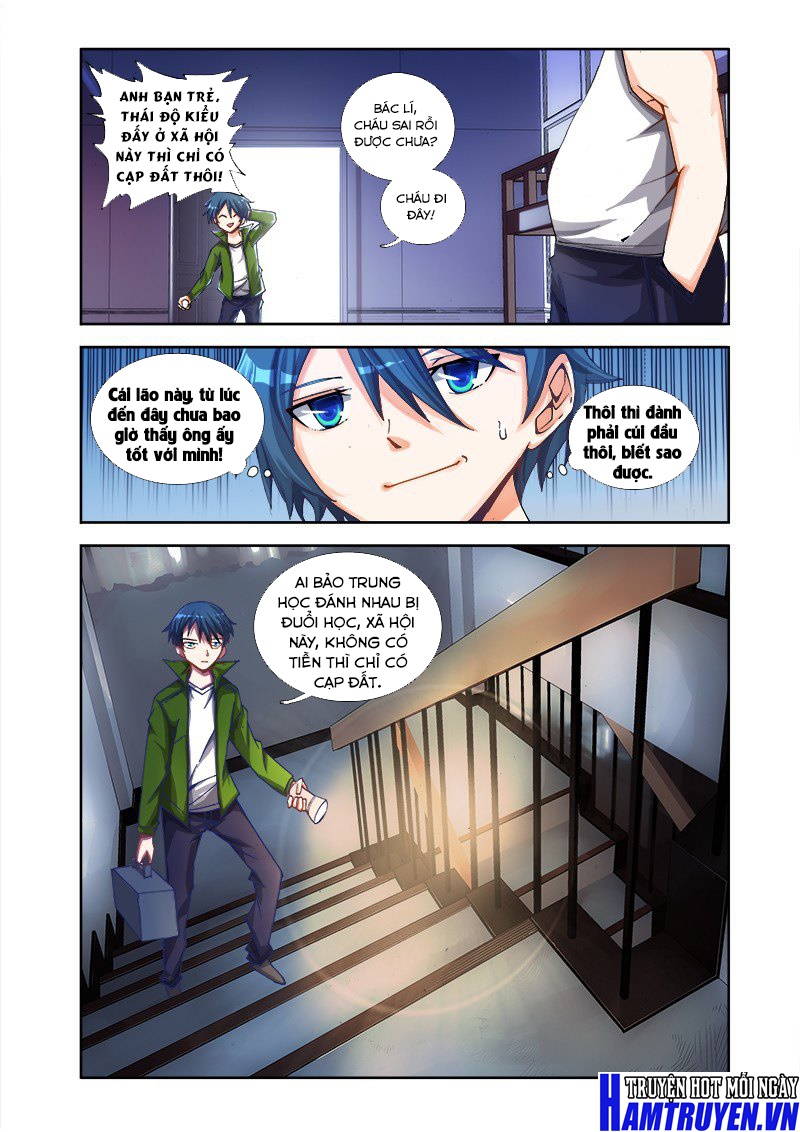 ANH BẠN TRẺ,
THÁI ĐỘ KIỂU
ĐẤY Ở XÃ HỘI
NÀY THÌ CHỈ CÓ
CẠP ĐẤT THÔI!
BÁC LÍ,
CHÁU SAI RỒI
ĐƯỢC CHƯA?
CHÁU ĐI
ĐÂY!
Cái lão này, từ lúc
đến đây chưa bao
giờ thấy ông ấy
tốt với mình!
Thôi thì đành
phải cúi đầu
thôi, biết sao
được.
AI BẢO TRUNG
HỌC ĐÁNH NHAU BỊ
ĐUỔI HỌC, XÃ HỘI
NÀY, KHÔNG CÓ
TIỀN THÌ CHỈ CÓ
CẠP ĐẤT.
TRUYỆN HOT MỖI NGÀY
HAMTRUYEN.VN